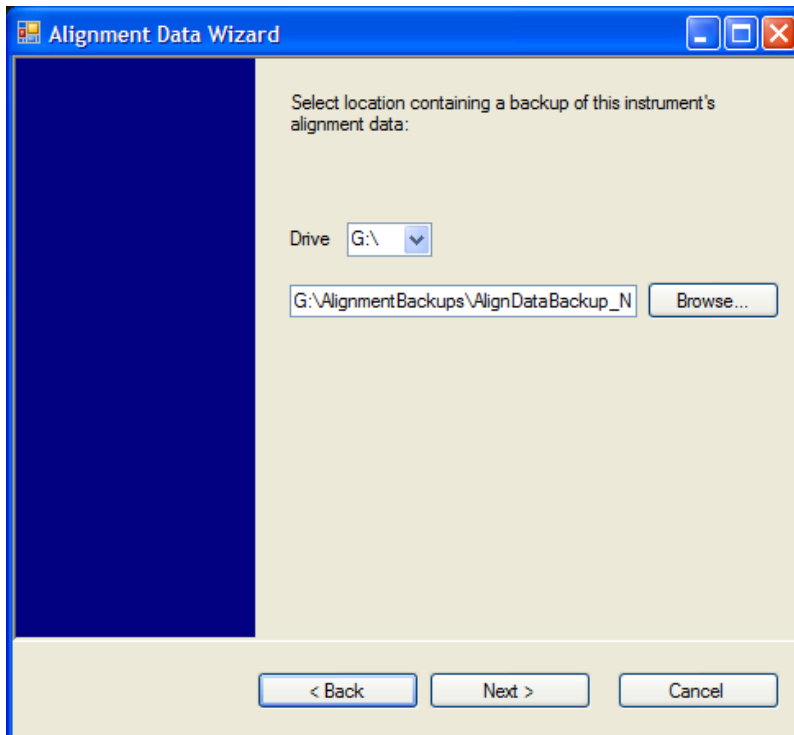 Alignment Data Wizard
Select location containing a backup of this instrument's
alignment data:
Drive G:\
G:\AlignmentBackups\AlignDataBackup_N Browse...
< Back Next > Cancel